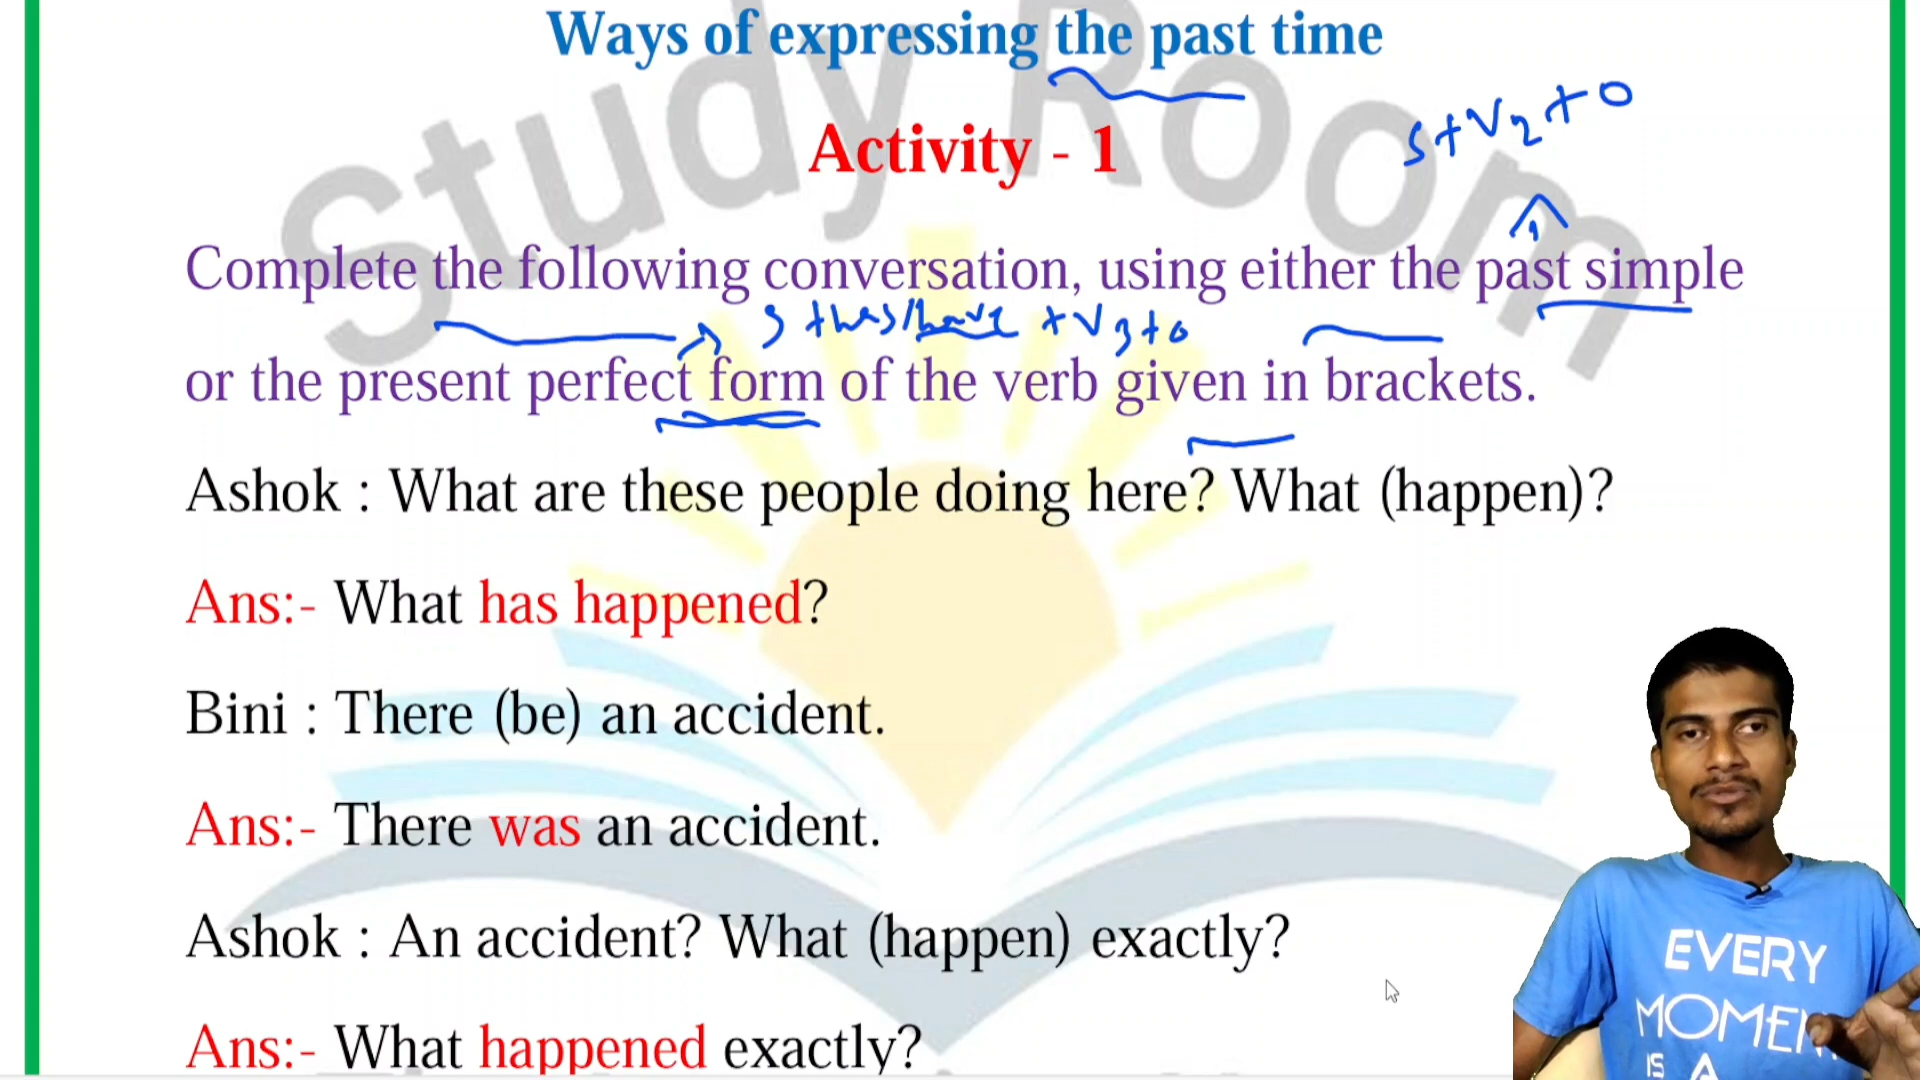 Ways of expressing the past time
Study Room
S+V2+O
Activity - 1
Complete the following conversation, using either the past simple
S+has/have+V3+o
or the present perfect form of the verb given in brackets.
Ashok : What are these people doing here? What (happen)?
Ans:- What has happened?
Bini : There (be) an accident.
Ans:- There was an accident.
Ashok : An accident? What (happen) exactly?
Ans:- What happened exactly?
EVERY
MOMEN
IS A